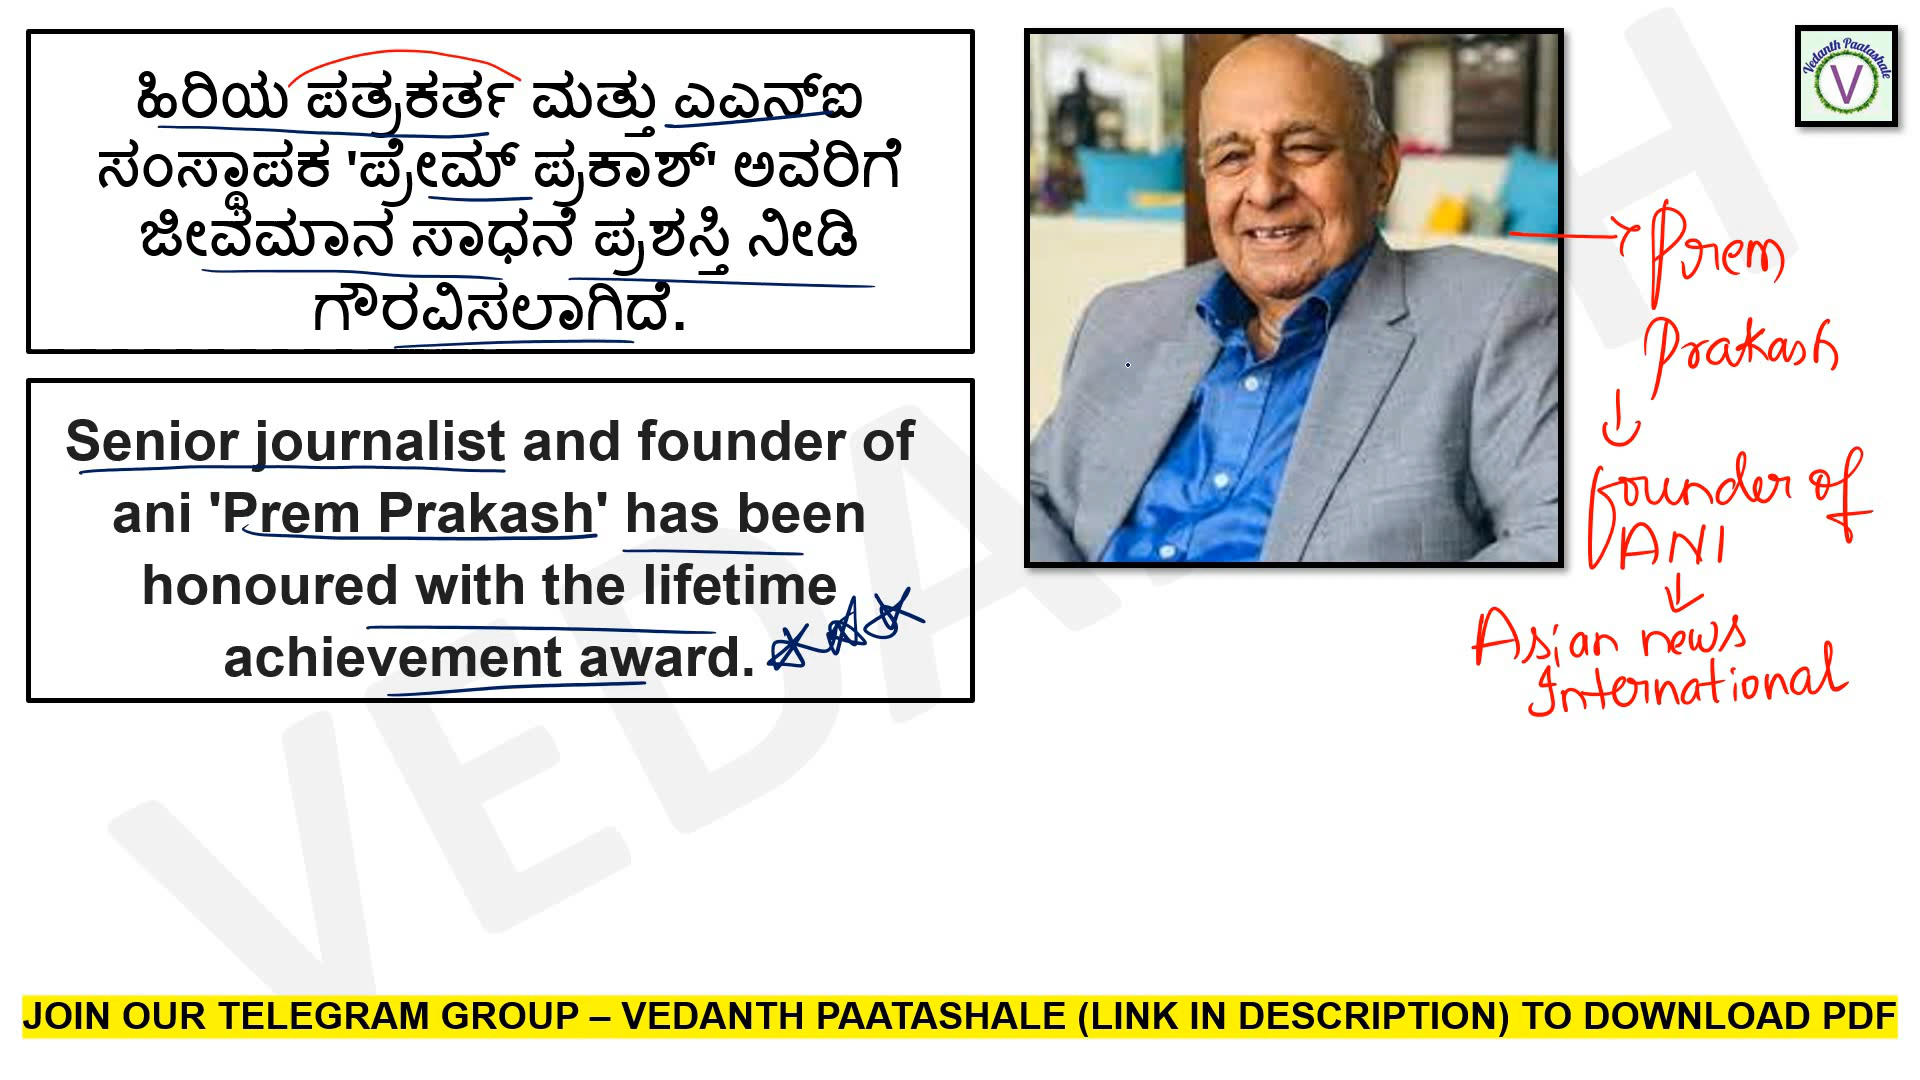 ಹಿರಿಯ ಪತ್ರಕರ್ತ ಮತ್ತು ಎಎನ್ಐ
ಸಂಸ್ಥಾಪಕ 'ಪ್ರೇಮ್ ಪ್ರಕಾಶ್' ಅವರಿಗೆ
ಜೀವಮಾನ ಸಾಧನೆ ಪ್ರಶಸ್ತಿ ನೀಡಿ
ಗೌರವಿಸಲಾಗಿದೆ.
Senior journalist and founder of
ani 'Prem Prakash' has been
honoured with the lifetime
achievement award.
Vedanth Paatashale
V
Prem
Prakash
founder of
ANI
Asian news
International
VEDANTH
JOIN OUR TELEGRAM GROUP – VEDANTH PAATASHALE (LINK IN DESCRIPTION) TO DOWNLOAD PDF